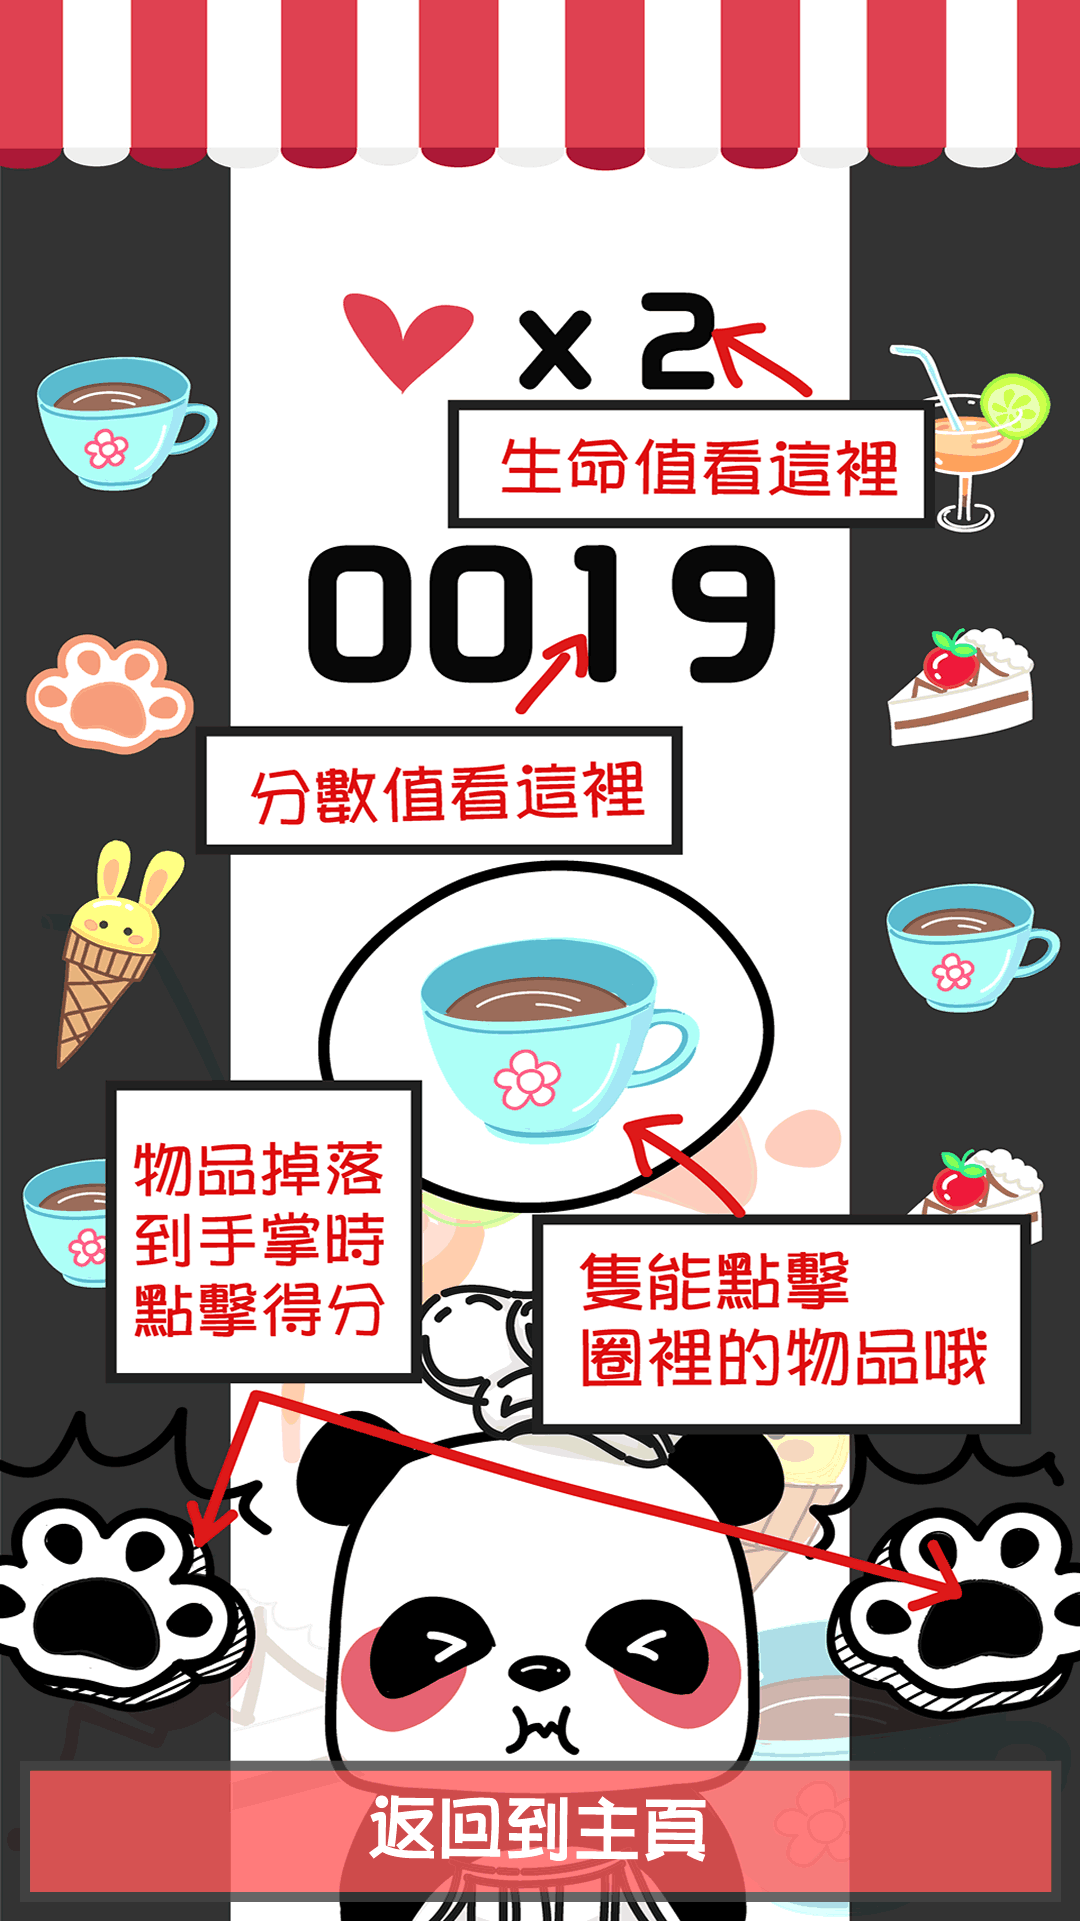 x 2
生命值看這裡
0019
分數值看這裡
物品掉落
到手掌時
點擊得分
隻能點擊
圈裡的物品哦
返回到主頁